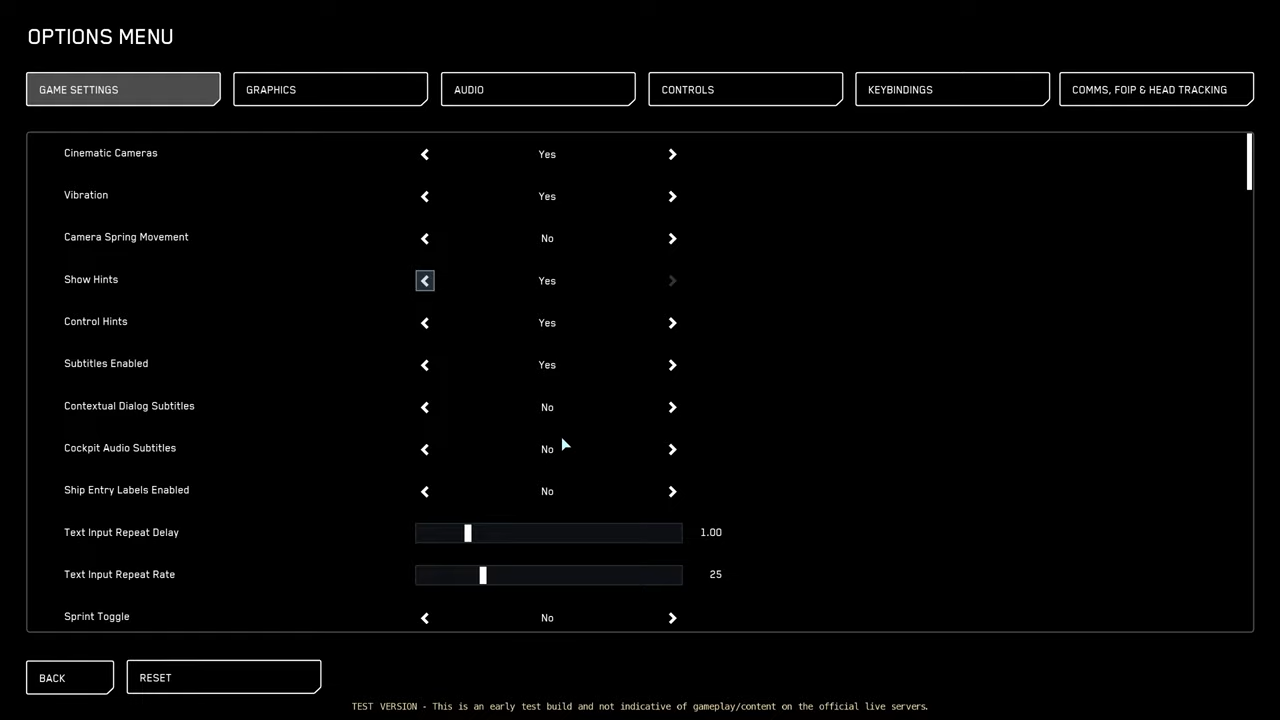 OPTIONS MENU
GAME SETTINGS GRAPHICS AUDIO CONTROLS KEYBINDINGS COMMS, FOIP & HEAD TRACKING
Cinematic Cameras Yes
Vibration Yes
Camera Spring Movement No
Show Hints Yes
Control Hints Yes
Subtitles Enabled Yes
Contextual Dialog Subtitles No
Cockpit Audio Subtitles No
Ship Entry Labels Enabled No
Text Input Repeat Delay 1.00
Text Input Repeat Rate 25
Sprint Toggle No
BACK RESET
TEST VERSION - This is an early test build and not indicative of gameplay/content on the official live servers.